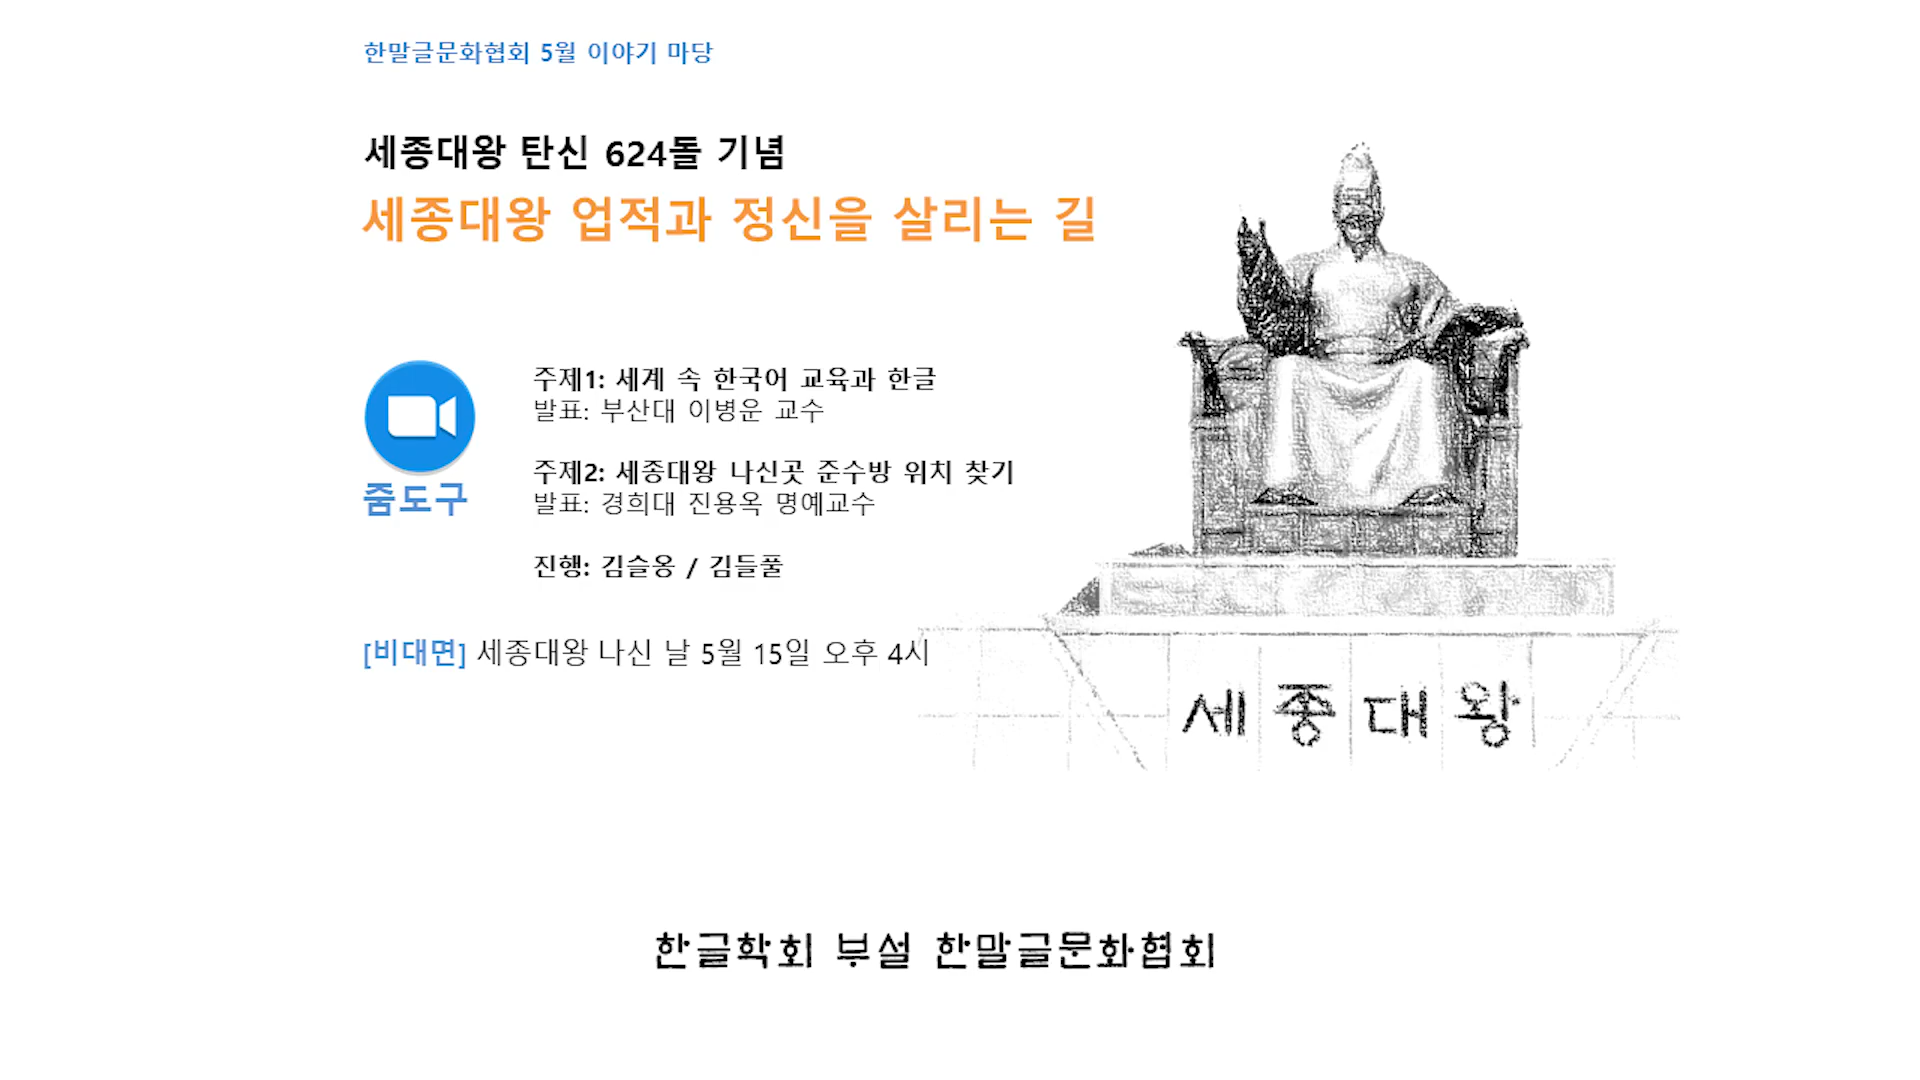 한말글문화협회 5월 이야기 마당
세종대왕 탄신 624돌 기념
세종대왕 업적과 정신을 살리는 길
줌도구
주제1: 세계 속 한국어 교육과 한글
발표: 부산대 이병운 교수
주제2: 세종대왕 나신곳 준수방 위치 찾기
발표: 경희대 진용옥 명예교수
진행: 김슬옹 / 김들풀
[비대면] 세종대왕 나신 날 5월 15일 오후 4시
세종대왕
한글학회 부설 한말글문화협회